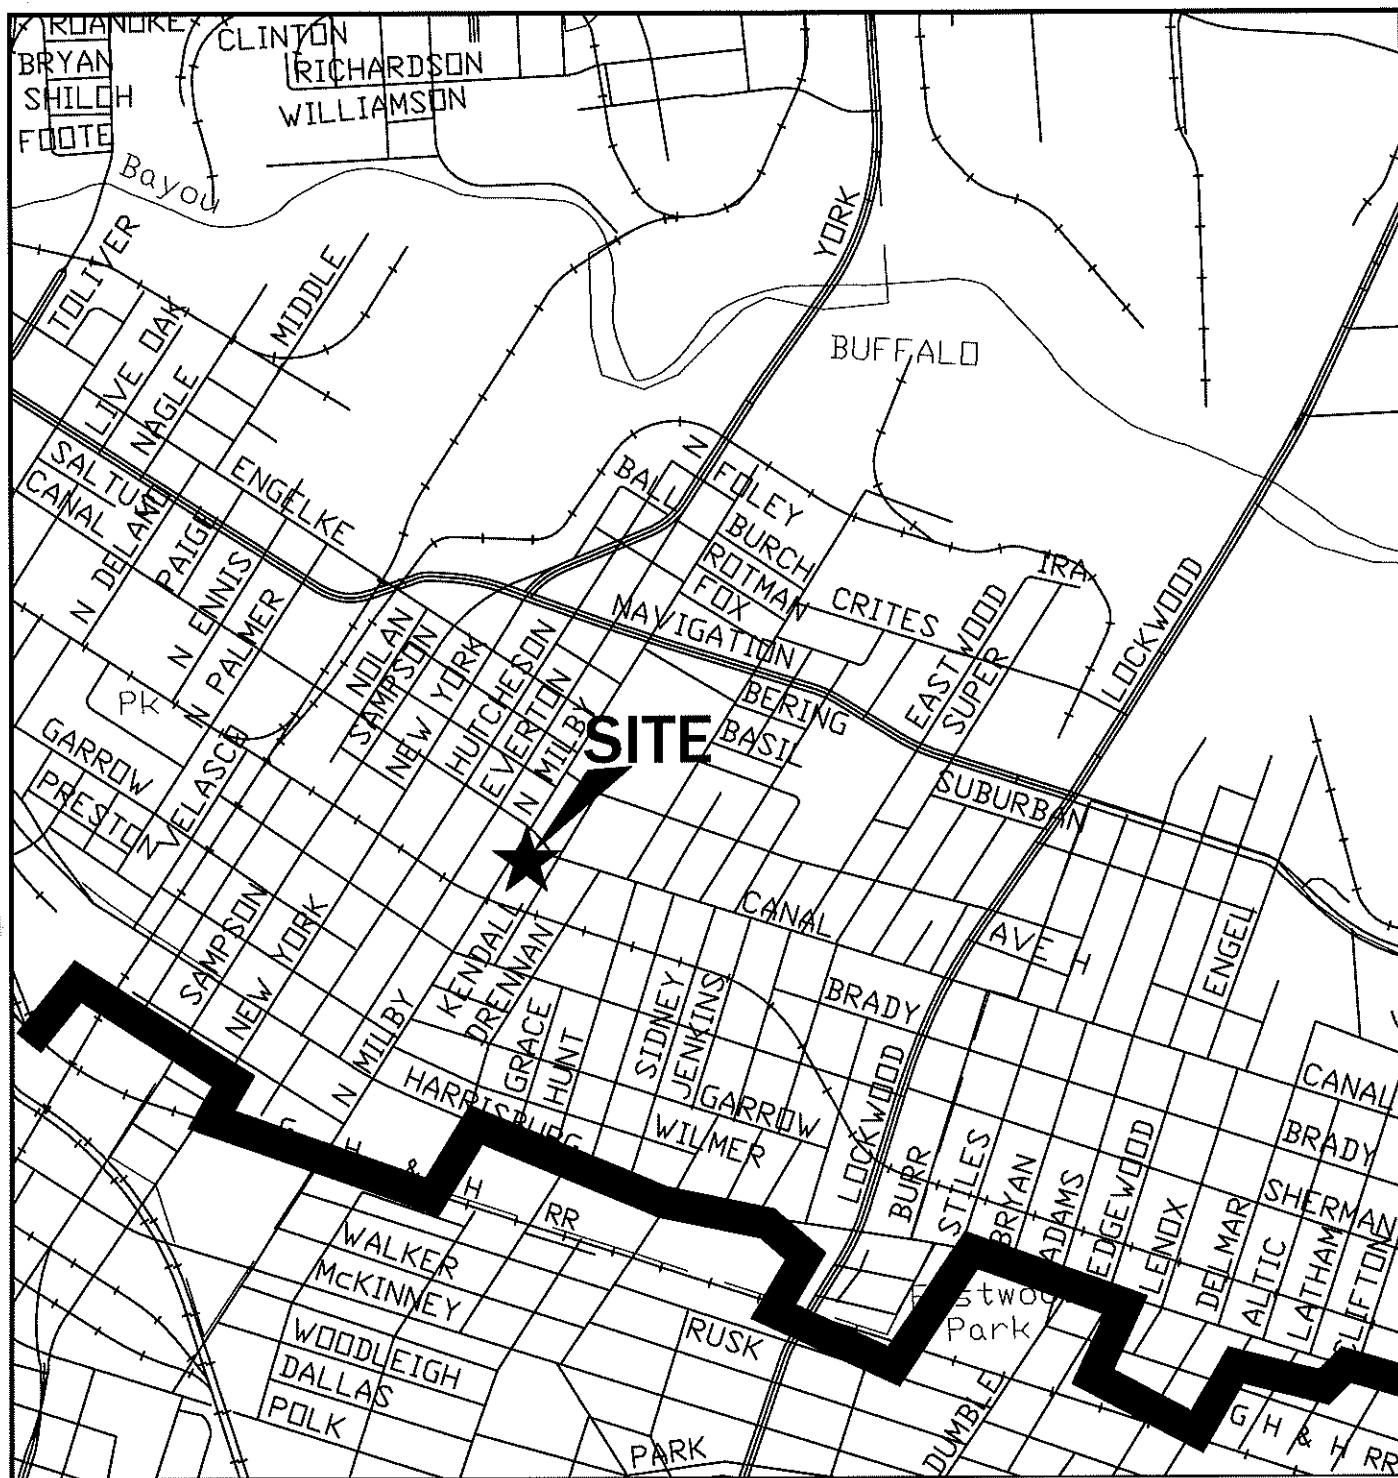 ROANOKE
CLINTON
BRYAN
RICHARDSON
SHILOH
WILLIAMSON
FOOTE
Bayou
YORK
TOLIVER
MIDDLE
LIVE OAK
BUFFALO
NAGLE
N
SALTUS
ENGELKE
BALL
FOLEY
CANAL
BURCH
N DELANO
PAIGE
ROTMAN
IRA
N ENNIS
FOX
CRITES
LOCKWOOD
N PALMER
NAVIGATION
EASTWOOD
NOLAN
SAMPSON
SUPER
NEW YORK
HUTCHESON
EVERTON
N MILBY
PK
BERING
SITE
BASIL
GARROW
VELASCO
PRESTON
SUBURBAN
SAMPSON
CANAL
NEW YORK
KENDALL
DRENNAN
AVE H
ENGEL
N MILBY
SIDNEY
JENKINS
BRADY
GRACE
HUNT
HARRISBURG
GARROW
WILMER
LOCKWOOD
CANAL
BRADY
G H & H RR
BURR
STILES
BRYAN
ADAMS
EDGEWOOD
LENOX
DELMAR
ALTIC
SHERMAN
LATHAM
CLIFTON
WALKER
McKINNEY
Eastwood
Park
RUSK
WOODLEIGH
DALLAS
POLK
DUMBLE
G H & H RR
PARK